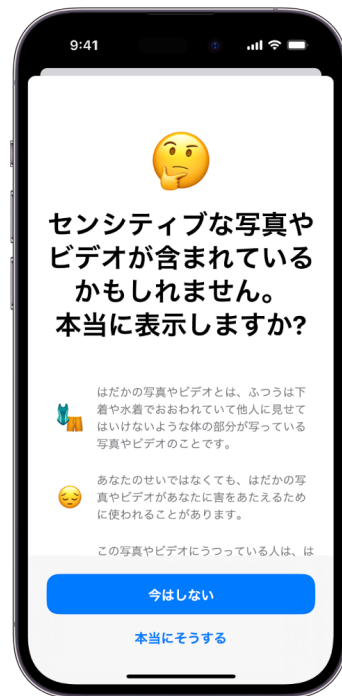 9:41
センシティブな写真や
ビデオが含まれている
かもしれません。
本当に表示しますか?
はだかの写真やビデオとは、ふつうは下
着や水着でおおわれていて他人に見せて
はいけないような体の部分が写っている
写真やビデオのことです。
あなたのせいではなくても、はだかの写
真やビデオがあなたに害をあたえるため
に使われることがあります。
この写真やビデオにうつっている人は、は
今はしない
本当にそうする